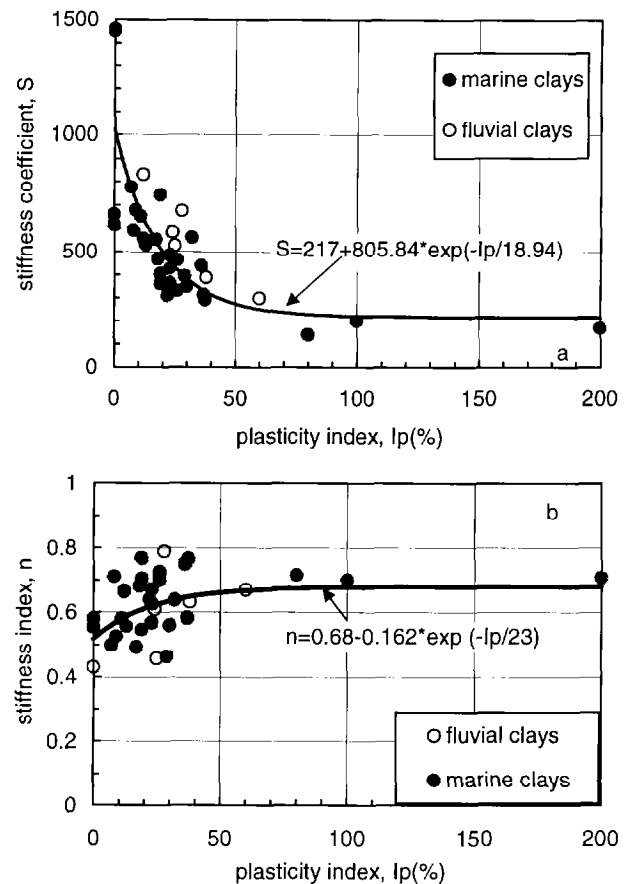 1500
1000
500
0
stiffness coefficient, S
marine clays
fluvial clays
S=217+805.84*exp(-Ip/18.94)
a
0 50 100 150 200
plasticity index, Ip(%)
1
0.8
0.6
0.4
0.2
0
stiffness index, n
b
n=0.68-0.162*exp (-Ip/23)
fluvial clays
marine clays
0 50 100 150 200
plasticity index, Ip(%)